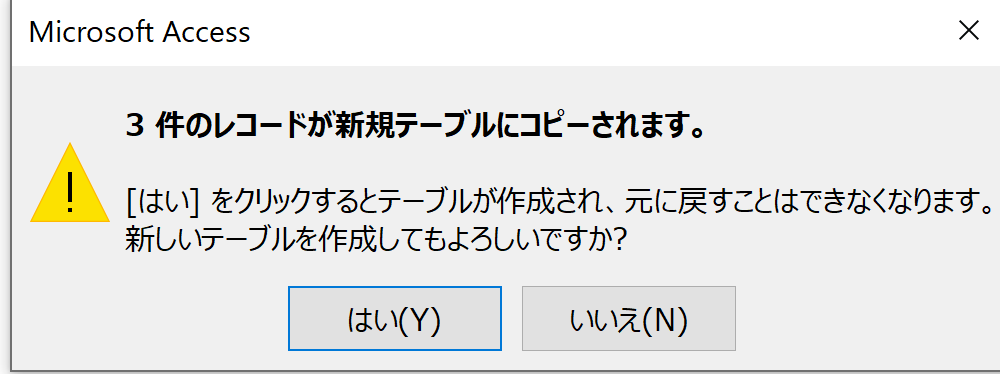 Microsoft Access
3 件のレコードが新規テーブルにコピーされます。
[はい] をクリックするとテーブルが作成され、元に戻すことはできなくなります。
新しいテーブルを作成してもよろしいですか?
はい(Y)
いいえ(N)